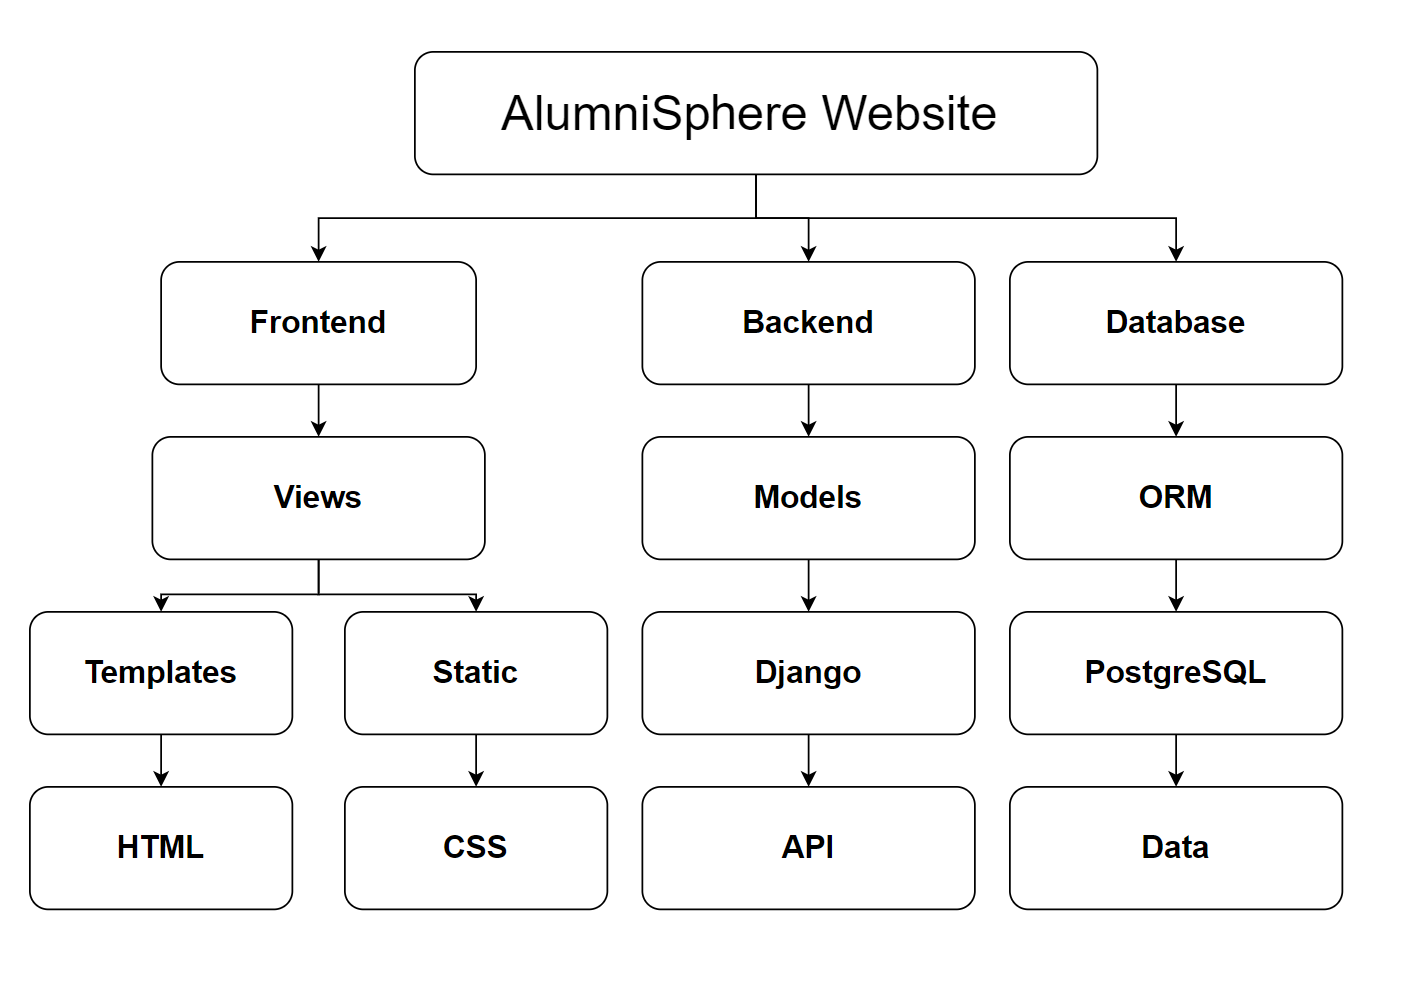 AlumniSphere Website
Frontend
Backend
Database
Views
Models
ORM
Templates
Static
Django
PostgreSQL
HTML
CSS
API
Data